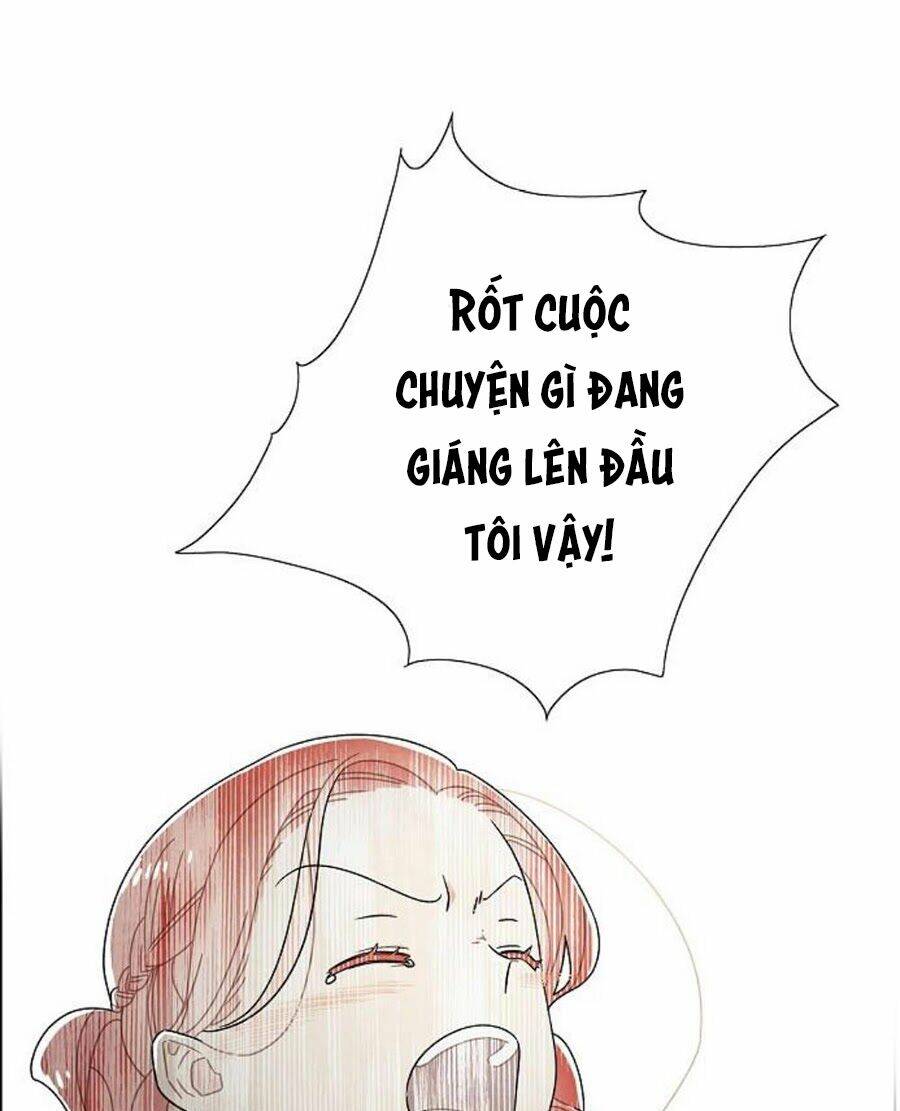 RỐT CUỘC
CHUYỆN GÌ ĐANG
GIÁNG LÊN ĐẦU
TÔI VẬY!